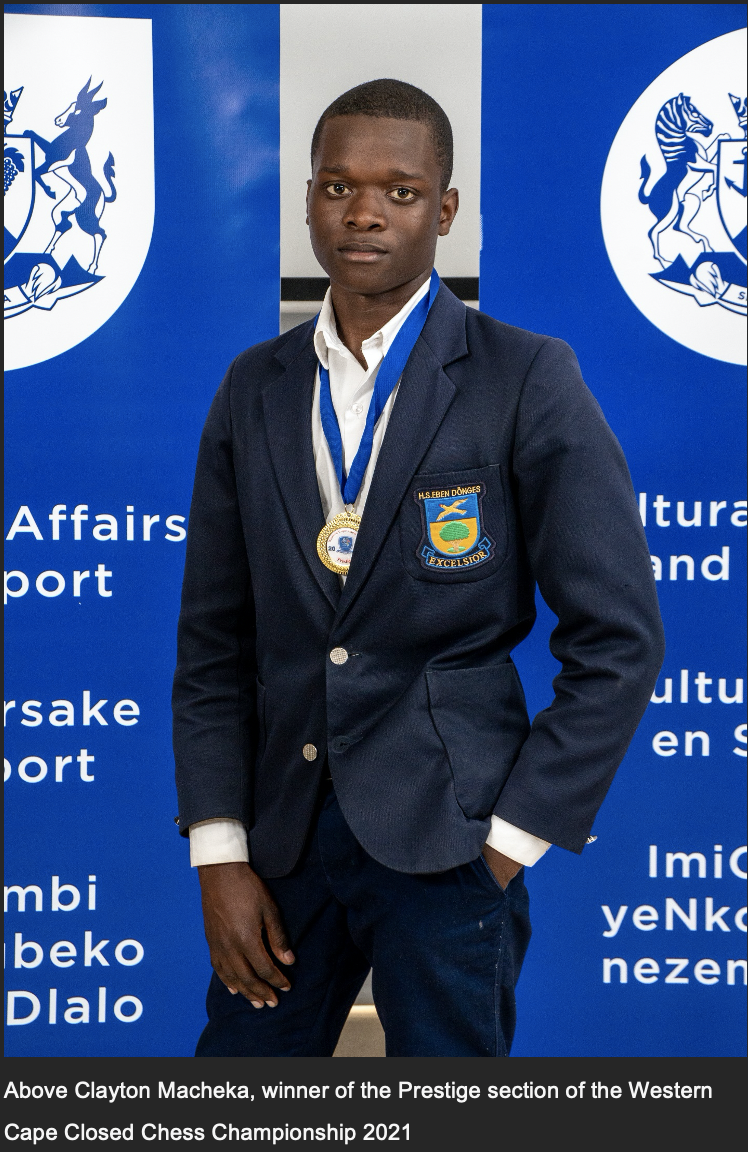 Affairs
port
rsake
port
mbi
beko
Dlalo
ltura
and
ultu
en S
ImiC
yeNko
nezem
20
H.S. EBEN DÖNGES
EXCELSIOR
Above Clayton Macheka, winner of the Prestige section of the Western
Cape Closed Chess Championship 2021